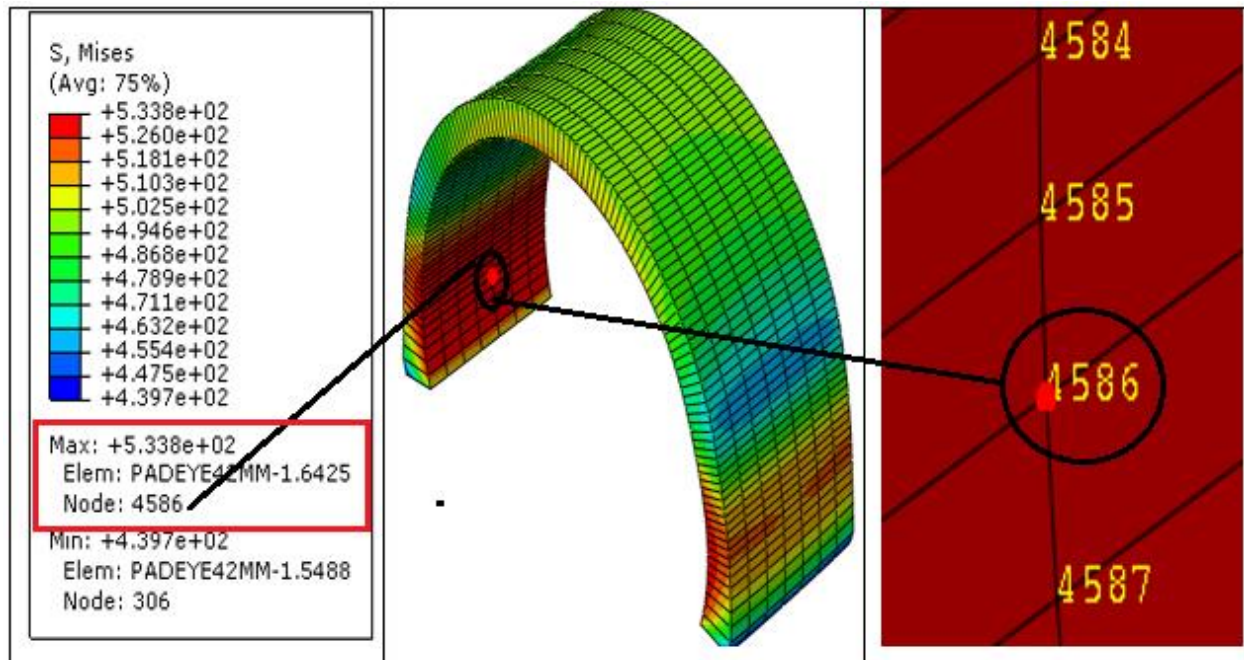 S, Mises
(Avg: 75%)
+5.338e+02
+5.260e+02
+5.181e+02
+5.103e+02
+5.025e+02
+4.946e+02
+4.868e+02
+4.789e+02
+4.711e+02
+4.632e+02
+4.554e+02
+4.475e+02
+4.397e+02
Max: +5.338e+02
Elem: PADEYE42MM-1.6425
Node: 4586
Min: +4.397e+02
Elem: PADEYE42MM-1.5488
Node: 306
4584
4585
4586
4587